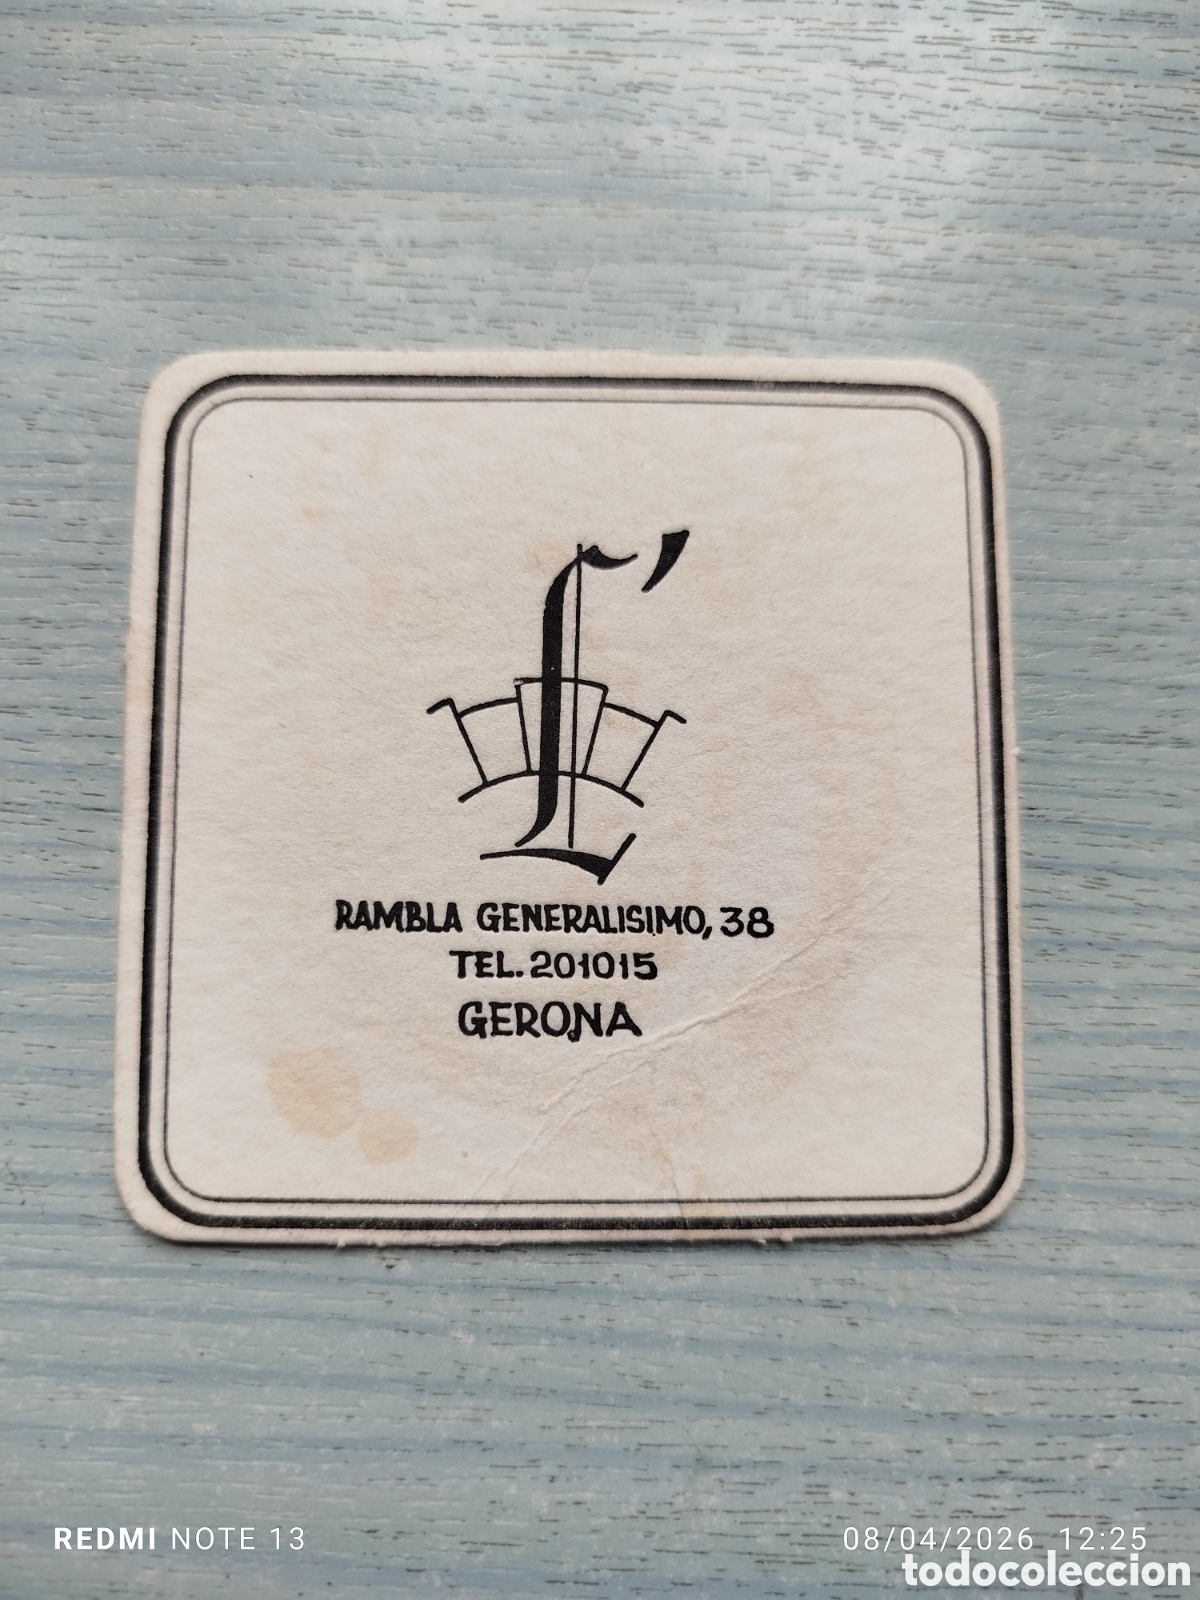 L'
RAMBLA GENERALISIMO, 38
TEL. 201015
GERONA
REDMI NOTE 13
08/04/2026 12:25
todocoleccion